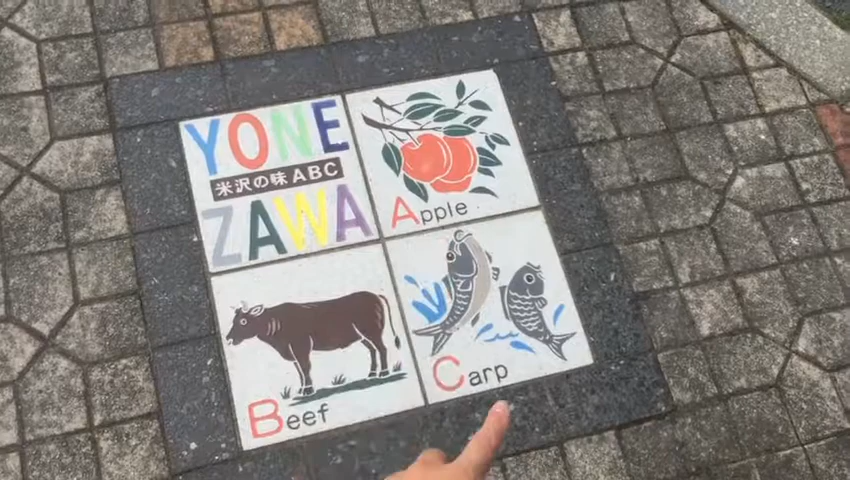 YONE
米沢の味ABC
ZAWA
Apple
Beef
Carp